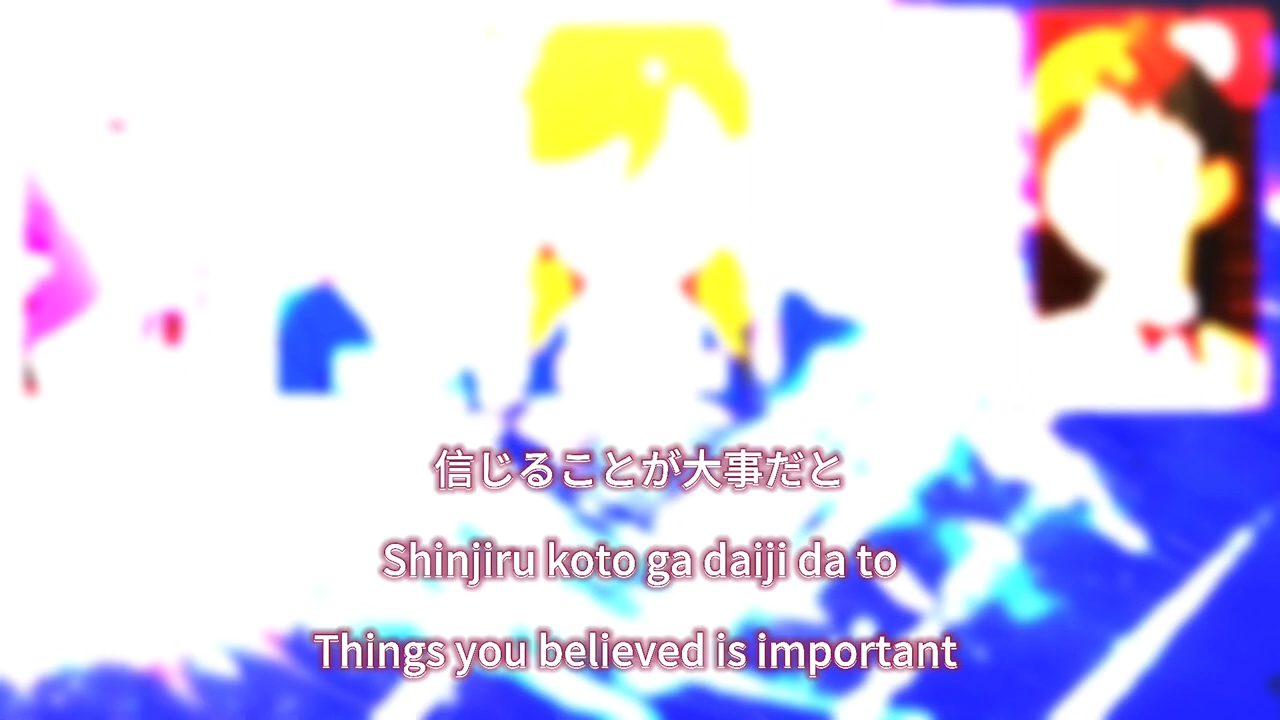 信じることが大事だと
Shinjiru koto ga daiji da to
Things you believed is important